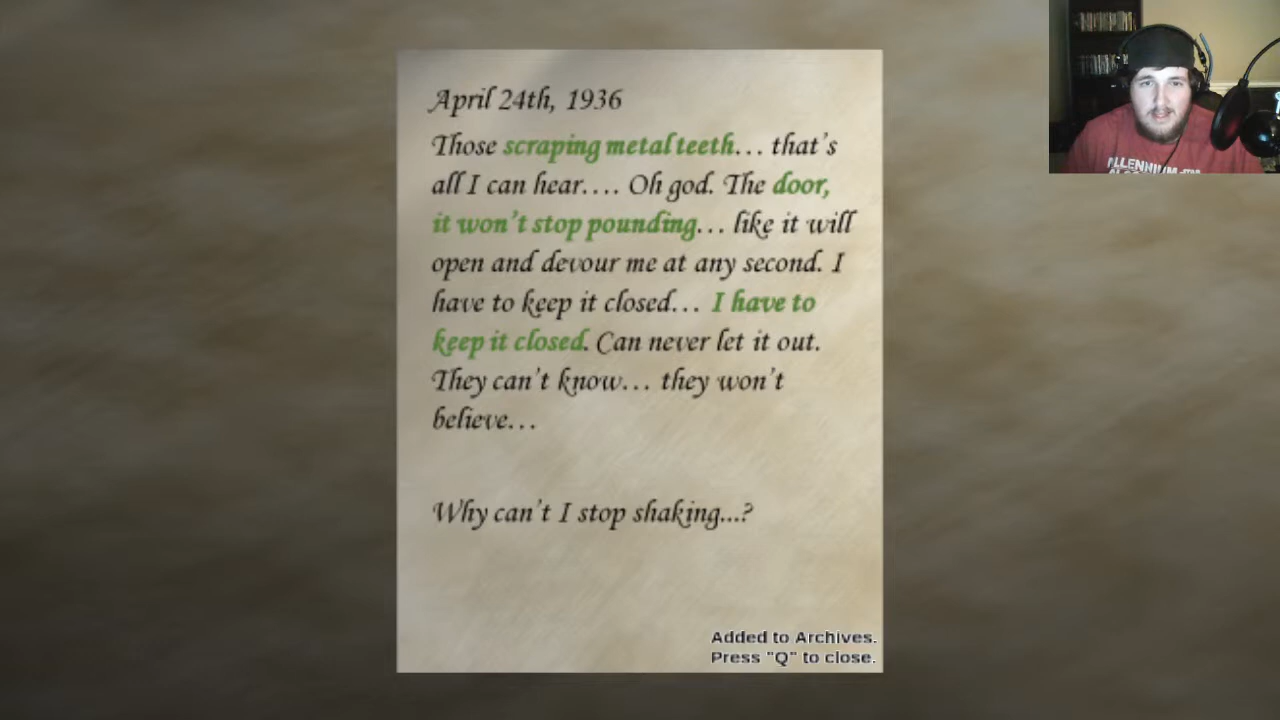 April 24th, 1936
Those scraping metal teeth... that's
all I can hear.... Oh god. The door,
it won't stop pounding... like it will
open and devour me at any second. I
have to keep it closed... I have to
keep it closed. Can never let it out.
They can't know... they won't
believe...
Why can't I stop shaking...?
Added to Archives.
Press "Q" to close.